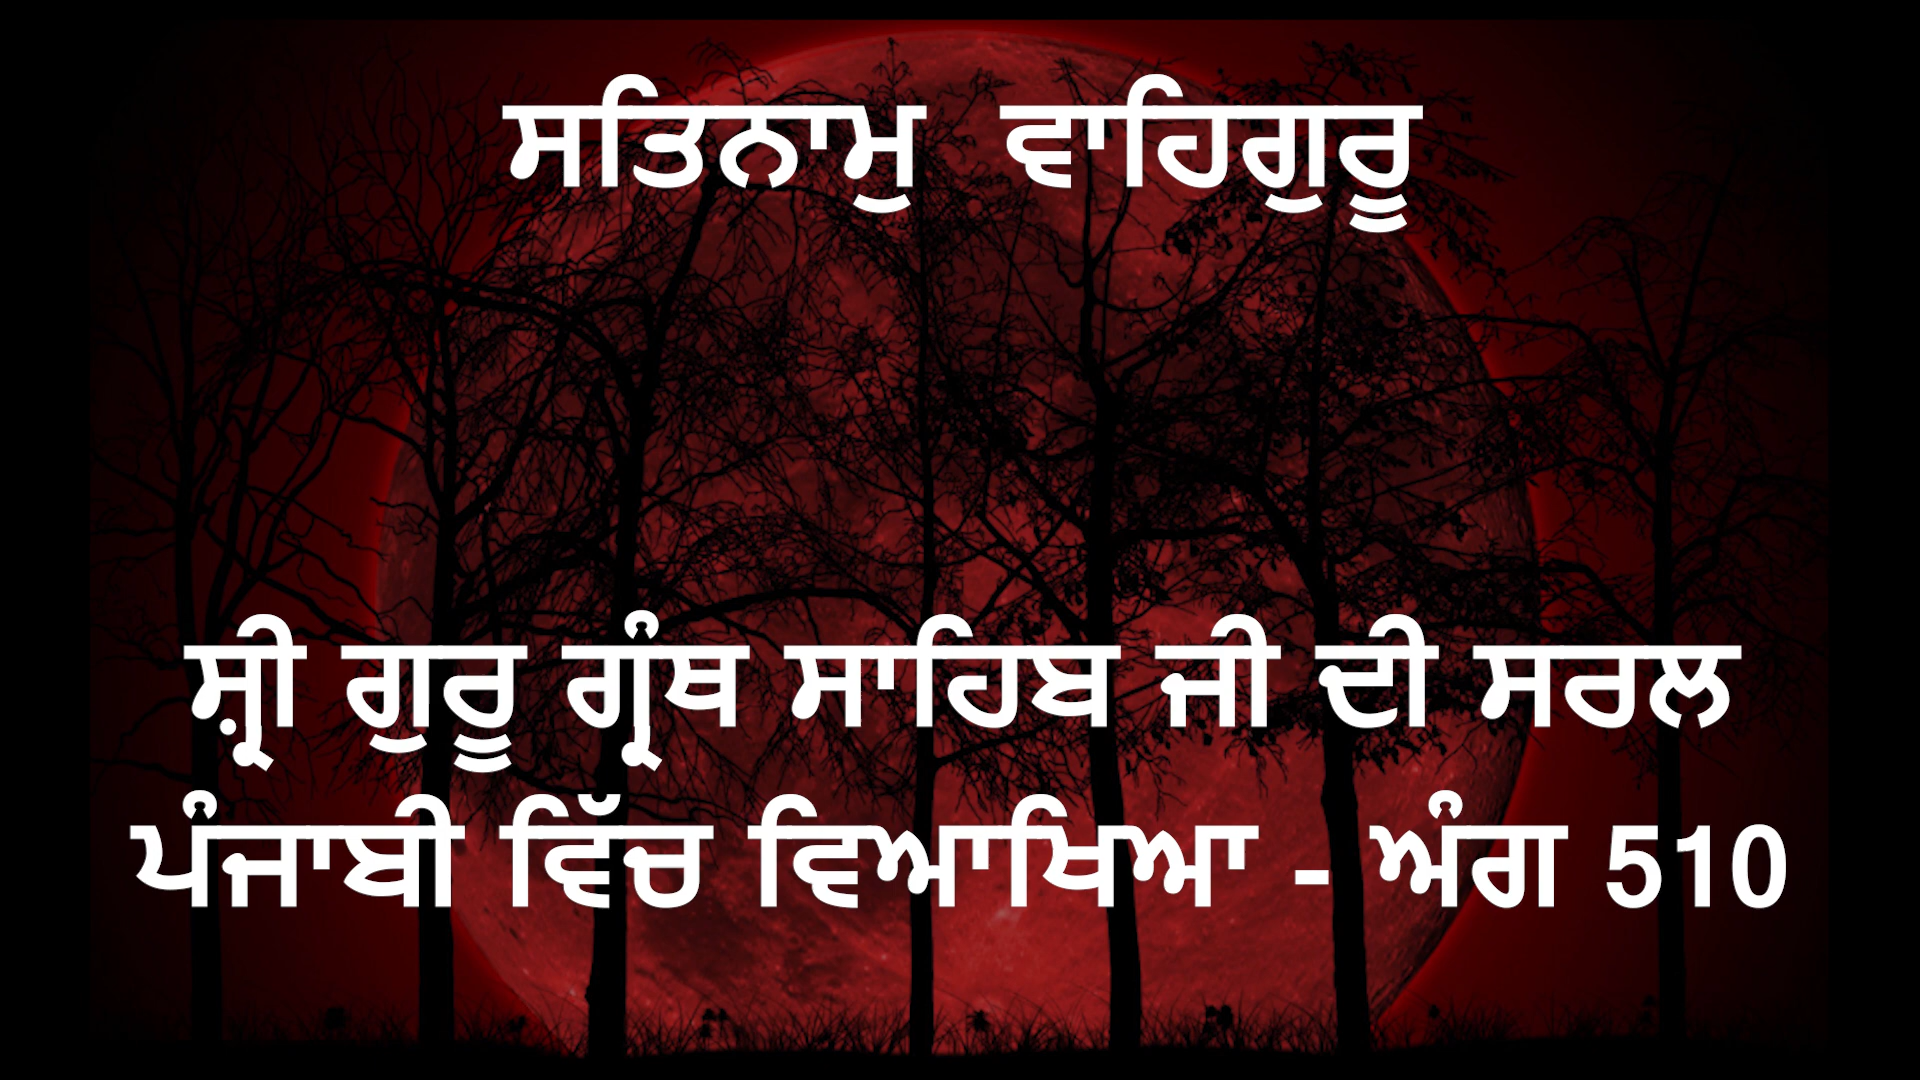 ਸਤਿਨਾਮੁ ਵਾਹਿਗੁਰੂ
ਸ਼੍ਰੀ ਗੁਰੂ ਗ੍ਰੰਥ ਸਾਹਿਬ ਜੀ ਦੀ ਸਰਲ
ਪੰਜਾਬੀ ਵਿੱਚ ਵਿਆਖਿਆ - ਅੰਗ 510